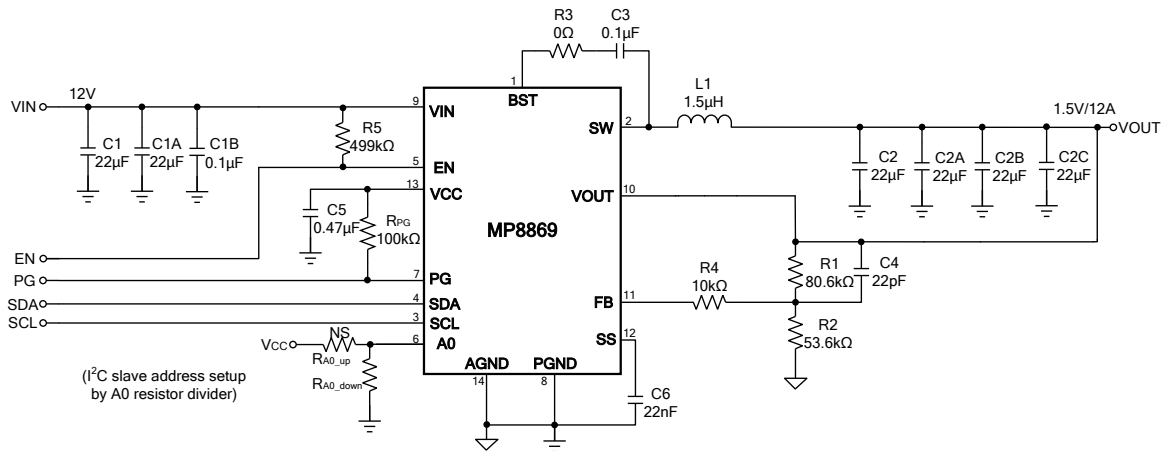 R3
0Ω
C3
0.1µF
1
BST
VIN
12V
9
VIN
C1
22µF
C1A
22µF
C1B
0.1µF
R5
499kΩ
5
EN
13
VCC
C5
0.47µF
RPG
100kΩ
EN
PG
7
PG
SDA
4
SDA
SCL
3
SCL
VCC
NS
6
A0
RA0_up
RA0_down
(I²C slave address setup
by A0 resistor divider)
MP8869
AGND
14
PGND
8
SW
2
L1
1.5µH
1.5V/12A
VOUT
C2
22µF
C2A
22µF
C2B
22µF
C2C
22µF
VOUT
10
R1
80.6kΩ
C4
22pF
R4
10kΩ
FB
11
R2
53.6kΩ
SS
12
C6
22nF